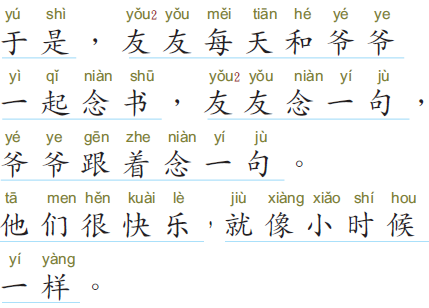 yú shì yǒu2 yǒu měi tiān hé yé ye
于是，友友每天和爷爷
yì qǐ niàn shū yǒu2 yǒu niàn yí jù
一起念书，友友念一句，
yé ye gēn zhe niàn yí jù
爷爷跟着念一句。
tā men hěn kuài lè jiù xiàng xiǎo shí hou
他们很快乐，就像小时候
yí yàng
一样。